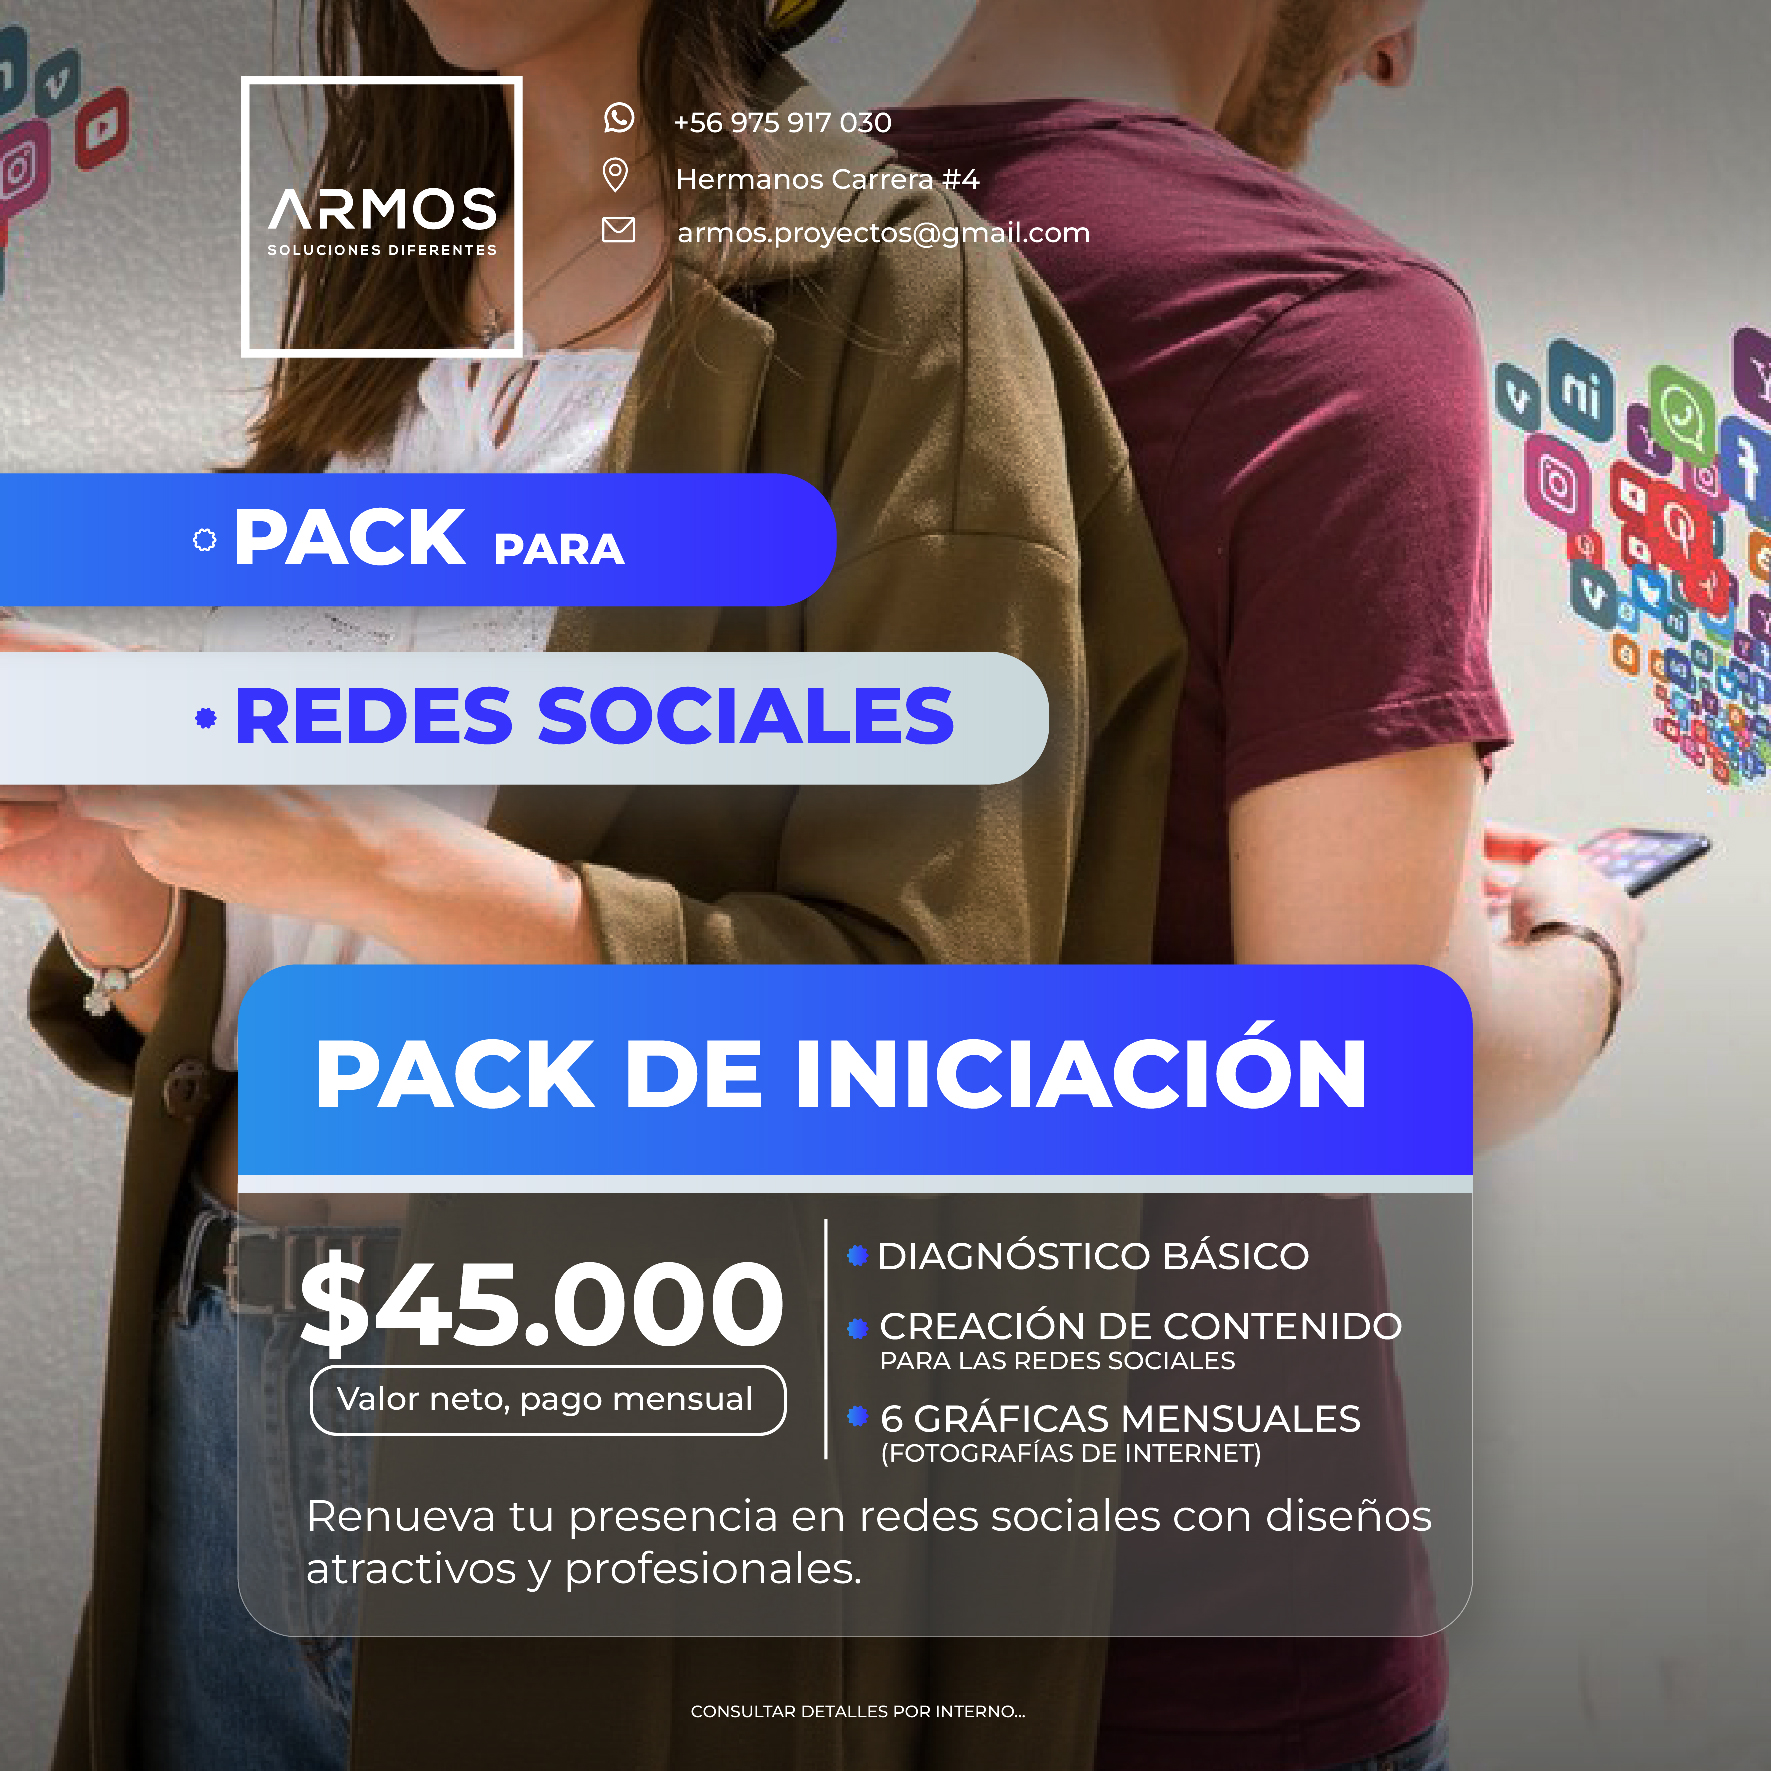 ARMOS
SOLUCIONES DIFERENTES
+56 975 917 030
Hermanos Carrera #4
armos.proyectos@gmail.com
PACK PARA
REDES SOCIALES
PACK DE INICIACIÓN
$45.000
Valor neto, pago mensual
DIAGNÓSTICO BÁSICO
CREACIÓN DE CONTENIDO
PARA LAS REDES SOCIALES
6 GRÁFICAS MENSUALES
(FOTOGRAFÍAS DE INTERNET)
Renueva tu presencia en redes sociales con diseños
atractivos y profesionales.
CONSULTAR DETALLES POR INTERNO...